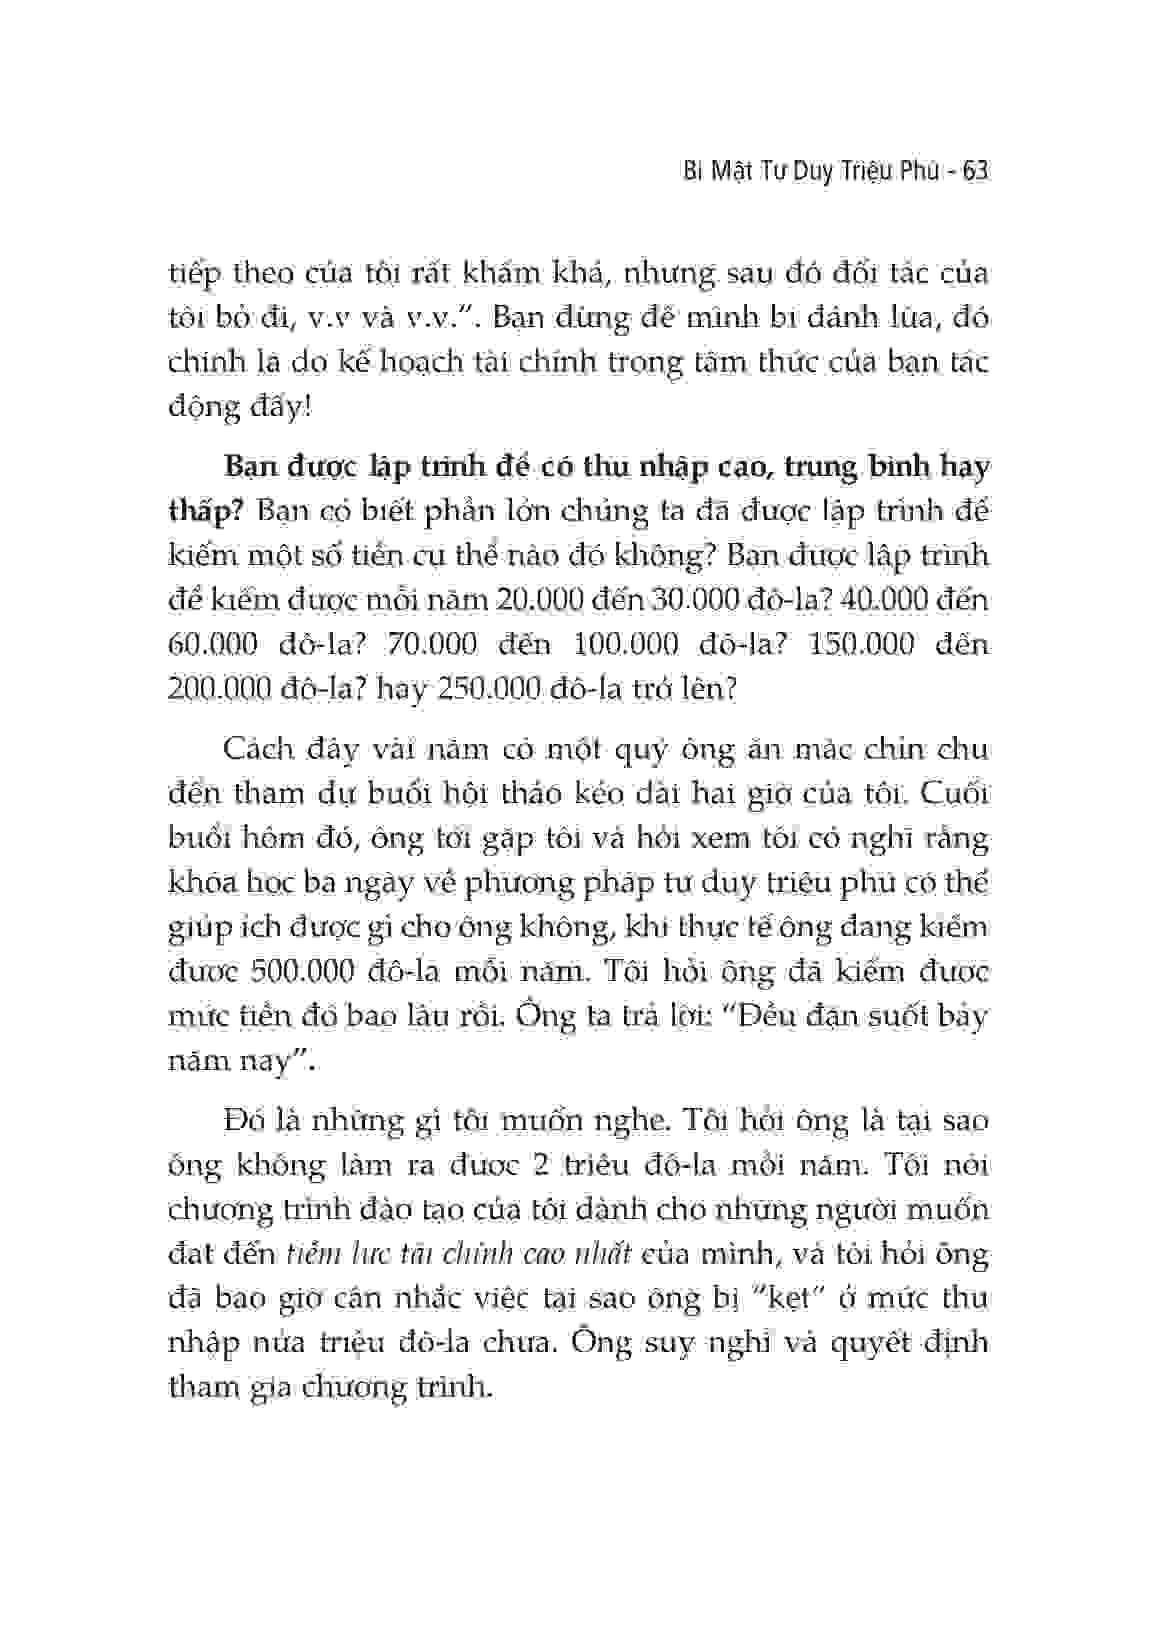 Bí Mật Tư Duy Triệu Phú - 63
tiếp theo của tôi rất khấm khá, nhưng sau đó đối tác của
tôi bỏ đi, v.v và v.v.”. Bạn đừng để mình bị đánh lừa, đó
chính là do kế hoạch tài chính trong tâm thức của bạn tác
động đấy!
Bạn được lập trình để có thu nhập cao, trung bình hay
thấp? Bạn có biết phần lớn chúng ta đã được lập trình để
kiếm một số tiền cụ thể nào đó không? Bạn được lập trình
để kiếm được mỗi năm 20.000 đến 30.000 đô-la? 40.000 đến
60.000 đô-la? 70.000 đến 100.000 đô-la? 150.000 đến
200.000 đô-la? hay 250.000 đô-la trở lên?
Cách đây vài năm có một quý ông ăn mặc chỉn chu
đến tham dự buổi hội thảo kéo dài hai giờ của tôi. Cuối
buổi hôm đó, ông tới gặp tôi và hỏi xem tôi có nghĩ rằng
khóa học ba ngày về phương pháp tư duy triệu phú có thể
giúp ích được gì cho ông không, khi thực tế ông đang kiếm
được 500.000 đô-la mỗi năm. Tôi hỏi ông đã kiếm được
mức tiền đó bao lâu rồi. Ông ta trả lời: “Đều đặn suốt bảy
năm nay”.
Đó là những gì tôi muốn nghe. Tôi hỏi ông là tại sao
ông không làm ra được 2 triệu đô-la mỗi năm. Tôi nói
chương trình đào tạo của tôi dành cho những người muốn
đạt đến tiềm lực tài chính cao nhất của mình, và tôi hỏi ông
đã bao giờ cân nhắc việc tại sao ông bị “kẹt” ở mức thu
nhập nửa triệu đô-la chưa. Ông suy nghĩ và quyết định
tham gia chương trình.